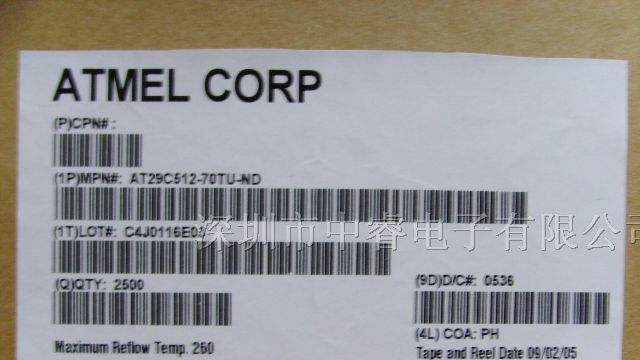 ATMEL CORP
(P)CPN# :
(1P)MPN#: AT29C512-70TU-ND
(1T)LOT#: C4J0116E0
深圳市中睿电子有限公司
(Q)QTY: 2500
(9D)D/C#: 0536
(4L) COA: PH
Maximum Reflow Temp. 260
Tape and Reel Date 09/02/05